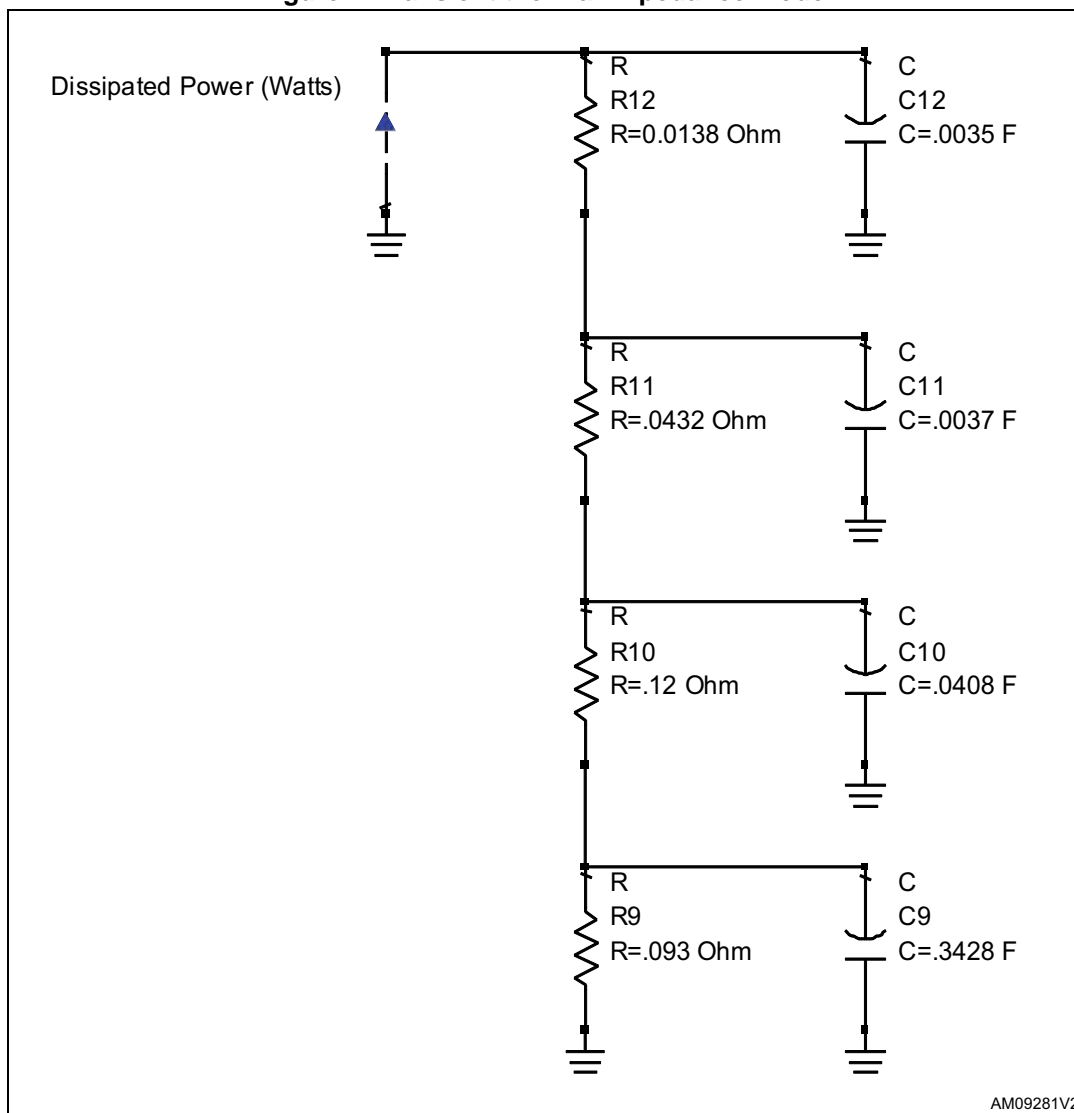 Dissipated Power (Watts)
R
R12
R=0.0138 Ohm
C
C12
C=.0035 F
R
R11
R=.0432 Ohm
C
C11
C=.0037 F
R
R10
R=.12 Ohm
C
C10
C=.0408 F
R
R9
R=.093 Ohm
C
C9
C=.3428 F
AM09281V2